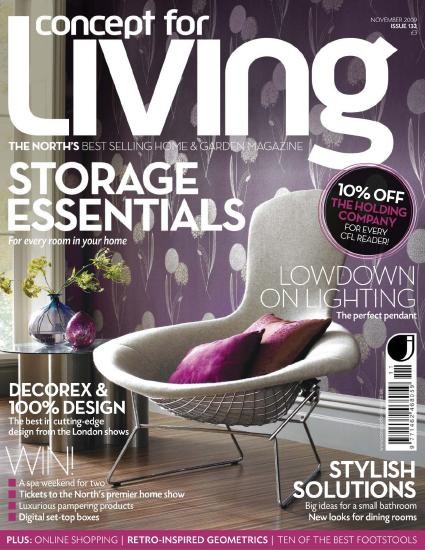 concept for
LIVING
NOVEMBER 2009
ISSUE 132
£3
THE NORTH'S BEST SELLING HOME & GARDEN MAGAZINE
STORAGE
ESSENTIALS
For every room in your home
10% OFF
THE HOLDING
COMPANY
FOR EVERY
CFL READER!
LOWDOWN
ON LIGHTING
The perfect pendant
DECOREX &
100% DESIGN
The best in cutting-edge
design from the London shows
WIN!
A spa weekend for two
Tickets to the North's premier home show
Luxurious pampering products
Digital set-top boxes
STYLISH
SOLUTIONS
Big ideas for a small bathroom
New looks for dining rooms
PLUS: ONLINE SHOPPING | RETRO-INSPIRED GEOMETRICS | TEN OF THE BEST FOOTSTOOLS